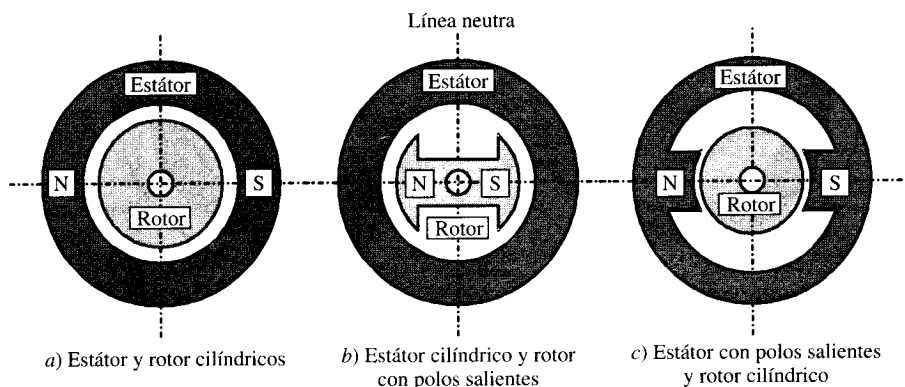 Línea neutra
Estátor
N
S
Rotor
a) Estátor y rotor cilíndricos
Estátor
N
S
Rotor
b) Estátor cilíndrico y rotor
con polos salientes
Estátor
N
S
Rotor
c) Estátor con polos salientes
y rotor cilíndrico